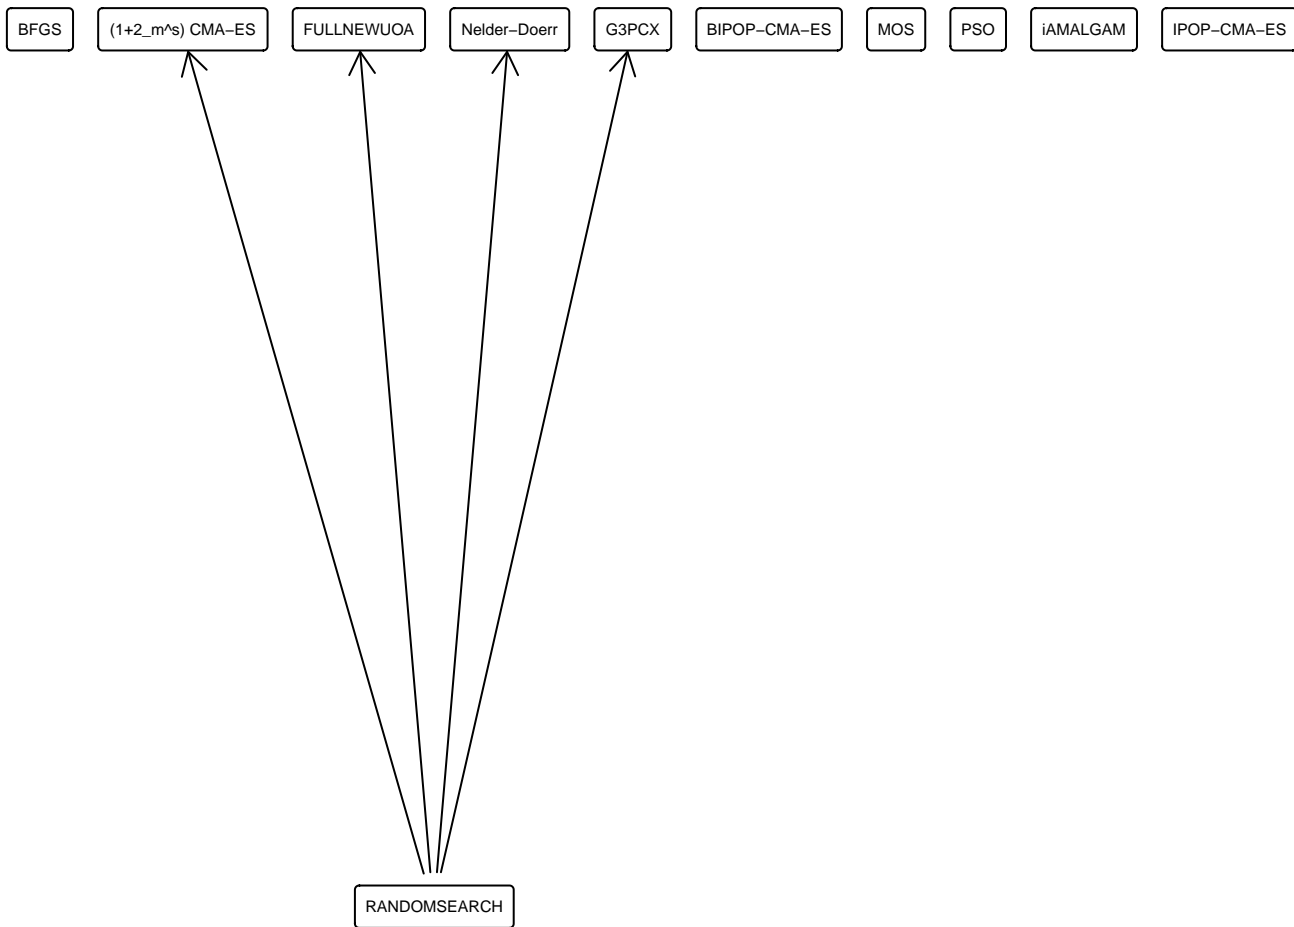 BFGS
(1+2_m^s) CMA−ES
FULLNEWUOA
Nelder−Doerr
G3PCX
BIPOP−CMA−ES
MOS
PSO
iAMALGAM
IPOP−CMA−ES
RANDOMSEARCH